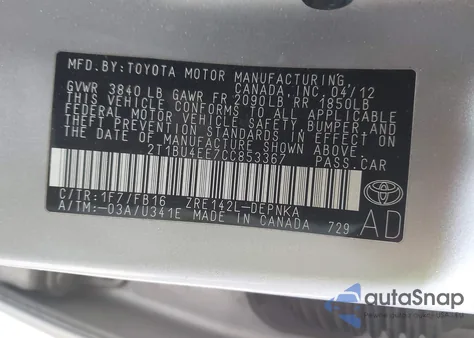 MFD.BY:TOYOTA MOTOR MANUFACTURING,
CANADA, INC. 04/12
GVWR 3840 LB GAWR FR 2090LB RR 1850LB
THIS VEHICLE CONFORMS TO ALL APPLICABLE
FEDERAL MOTOR VEHICLE SAFETY, BUMPER, AND
THEFT PREVENTION STANDARDS IN EFFECT ON
THE DATE OF MANUFACTURE SHOWN ABOVE.
2T1BU4EE7CC853367 PASS.CAR
C/TR:1F7/FB16 ZRE142L-DEPNKA
A/TM:-03A/U341E MADE IN CANADA 729
TOYOTA
AD
autaSnap